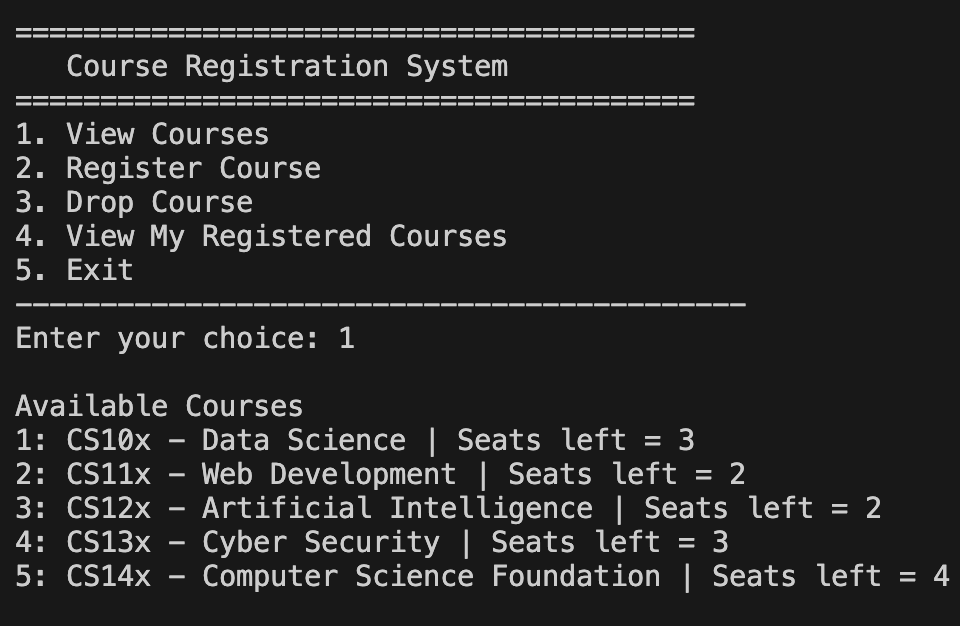 ========================================
   Course Registration System
========================================
1. View Courses
2. Register Course
3. Drop Course
4. View My Registered Courses
5. Exit
-------------------------------------------
Enter your choice: 1

Available Courses
1: CS10x - Data Science | Seats left = 3
2: CS11x - Web Development | Seats left = 2
3: CS12x - Artificial Intelligence | Seats left = 2
4: CS13x - Cyber Security | Seats left = 3
5: CS14x - Computer Science Foundation | Seats left = 4